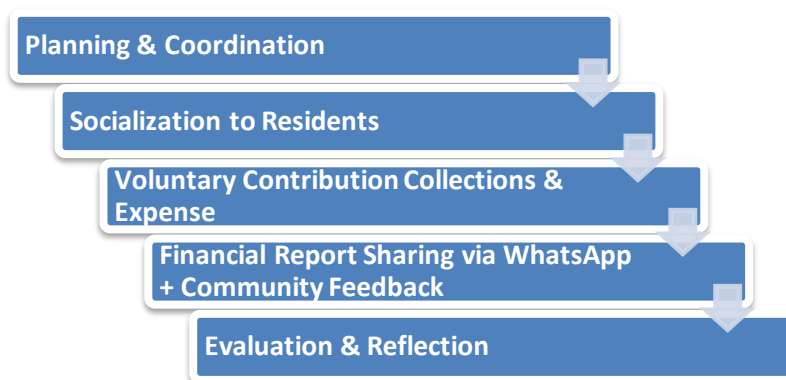 Planning & Coordination
Socialization to Residents
Voluntary Contribution Collections &
Expense
Financial Report Sharing via WhatsApp
+ Community Feedback
Evaluation & Reflection